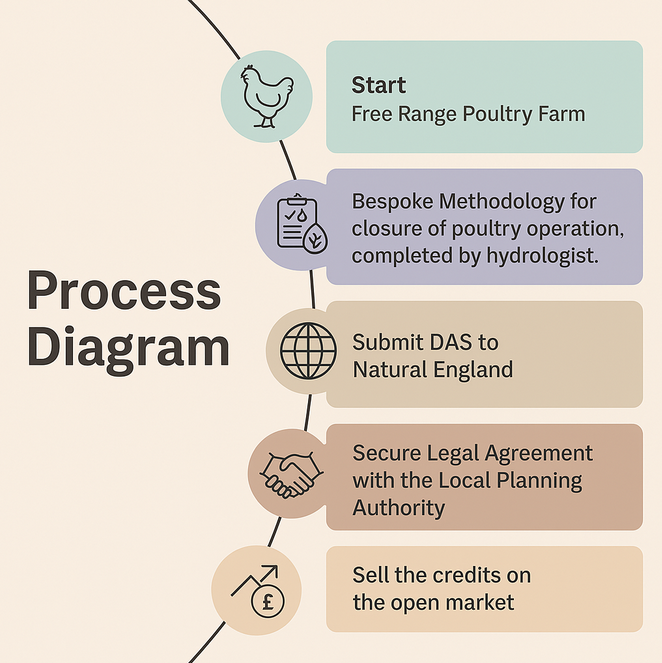 Process
Diagram
Start
Free Range Poultry Farm
Bespoke Methodology for
closure of poultry operation,
completed by hydrologist.
Submit DAS to
Natural England
Secure Legal Agreement
with the Local Planning
Authority
£
Sell the credits on
the open market